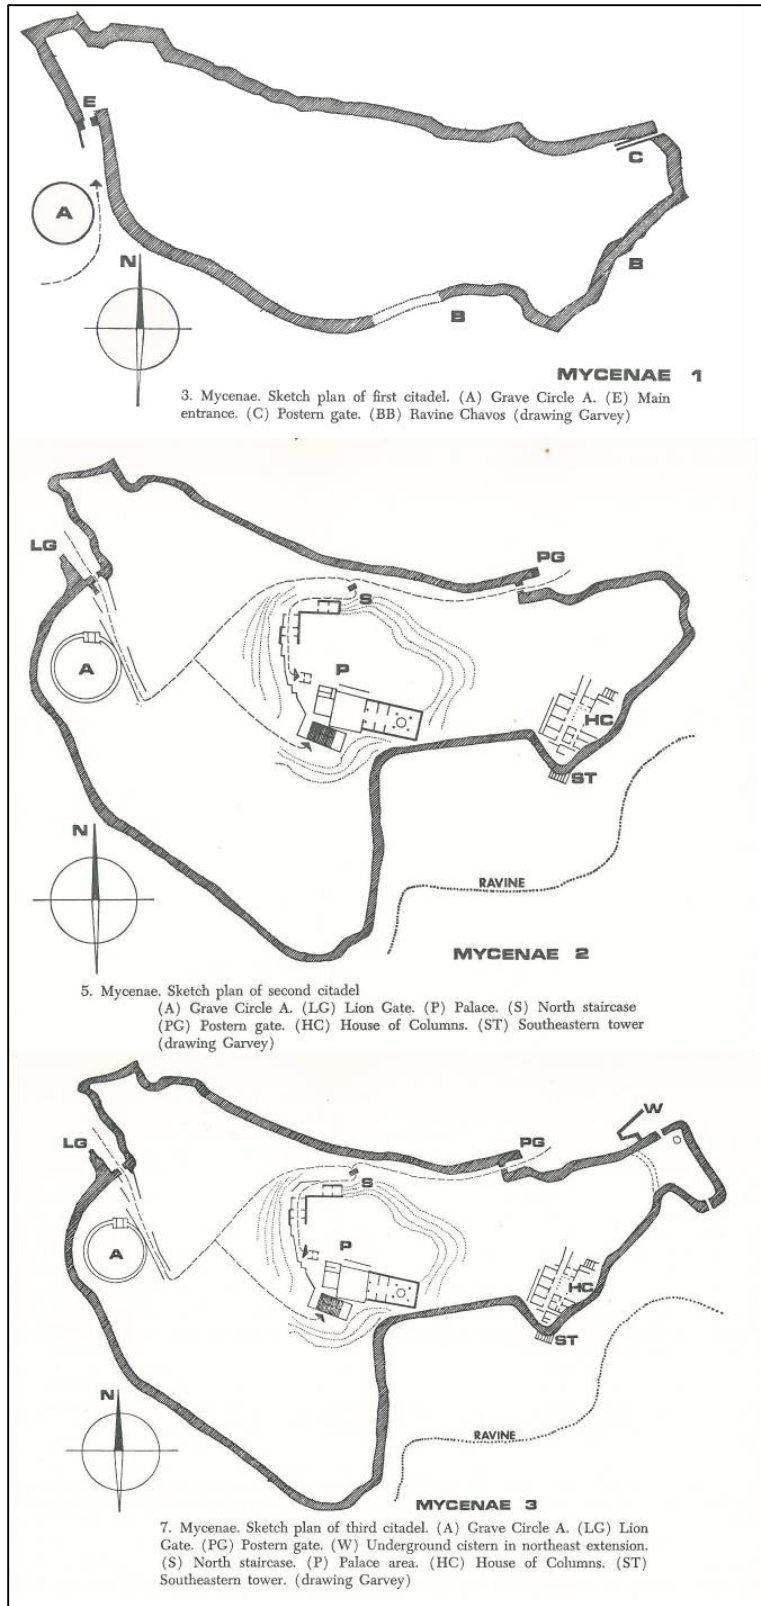 E
C
A
N
B
B
MYCENAE 1
3. Mycenae. Sketch plan of first citadel. (A) Grave Circle A. (E) Main
entrance. (C) Postern gate. (BB) Ravine Chavos (drawing Garvey)
LG
PG
S
A
P
HC
ST
N
RAVINE
MYCENAE 2
5. Mycenae. Sketch plan of second citadel
(A) Grave Circle A. (LG) Lion Gate. (P) Palace. (S) North staircase
(PG) Postern gate. (HC) House of Columns. (ST) Southeastern tower
(drawing Garvey)
W
LG
PG
S
A
P
HC
ST
N
RAVINE
MYCENAE 3
7. Mycenae. Sketch plan of third citadel. (A) Grave Circle A. (LG) Lion
Gate. (PG) Postern gate. (W) Underground cistern in northeast extension.
(S) North staircase. (P) Palace area. (HC) House of Columns. (ST)
Southeastern tower. (drawing Garvey)